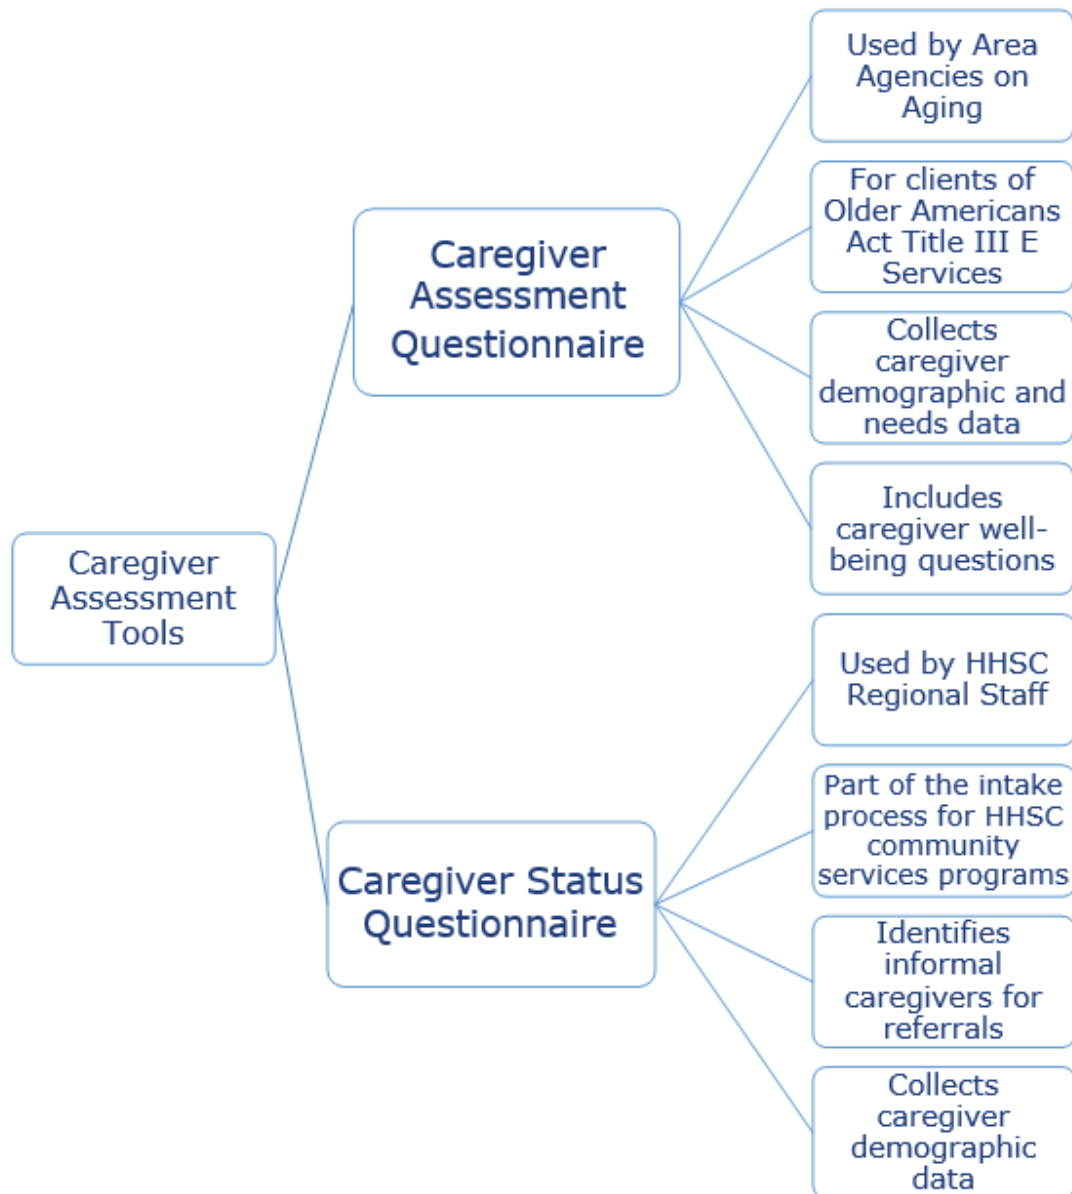 Caregiver
Assessment
Tools
Caregiver
Assessment
Questionnaire
Used by Area
Agencies on
Aging
For clients of
Older Americans
Act Title III E
Services
Collects
caregiver
demographic and
needs data
Includes
caregiver well-
being questions
Caregiver Status
Questionnaire
Used by HHSC
Regional Staff
Part of the intake
process for HHSC
community
services programs
Identifies
informal
caregivers for
referrals
Collects
caregiver
demographic
data